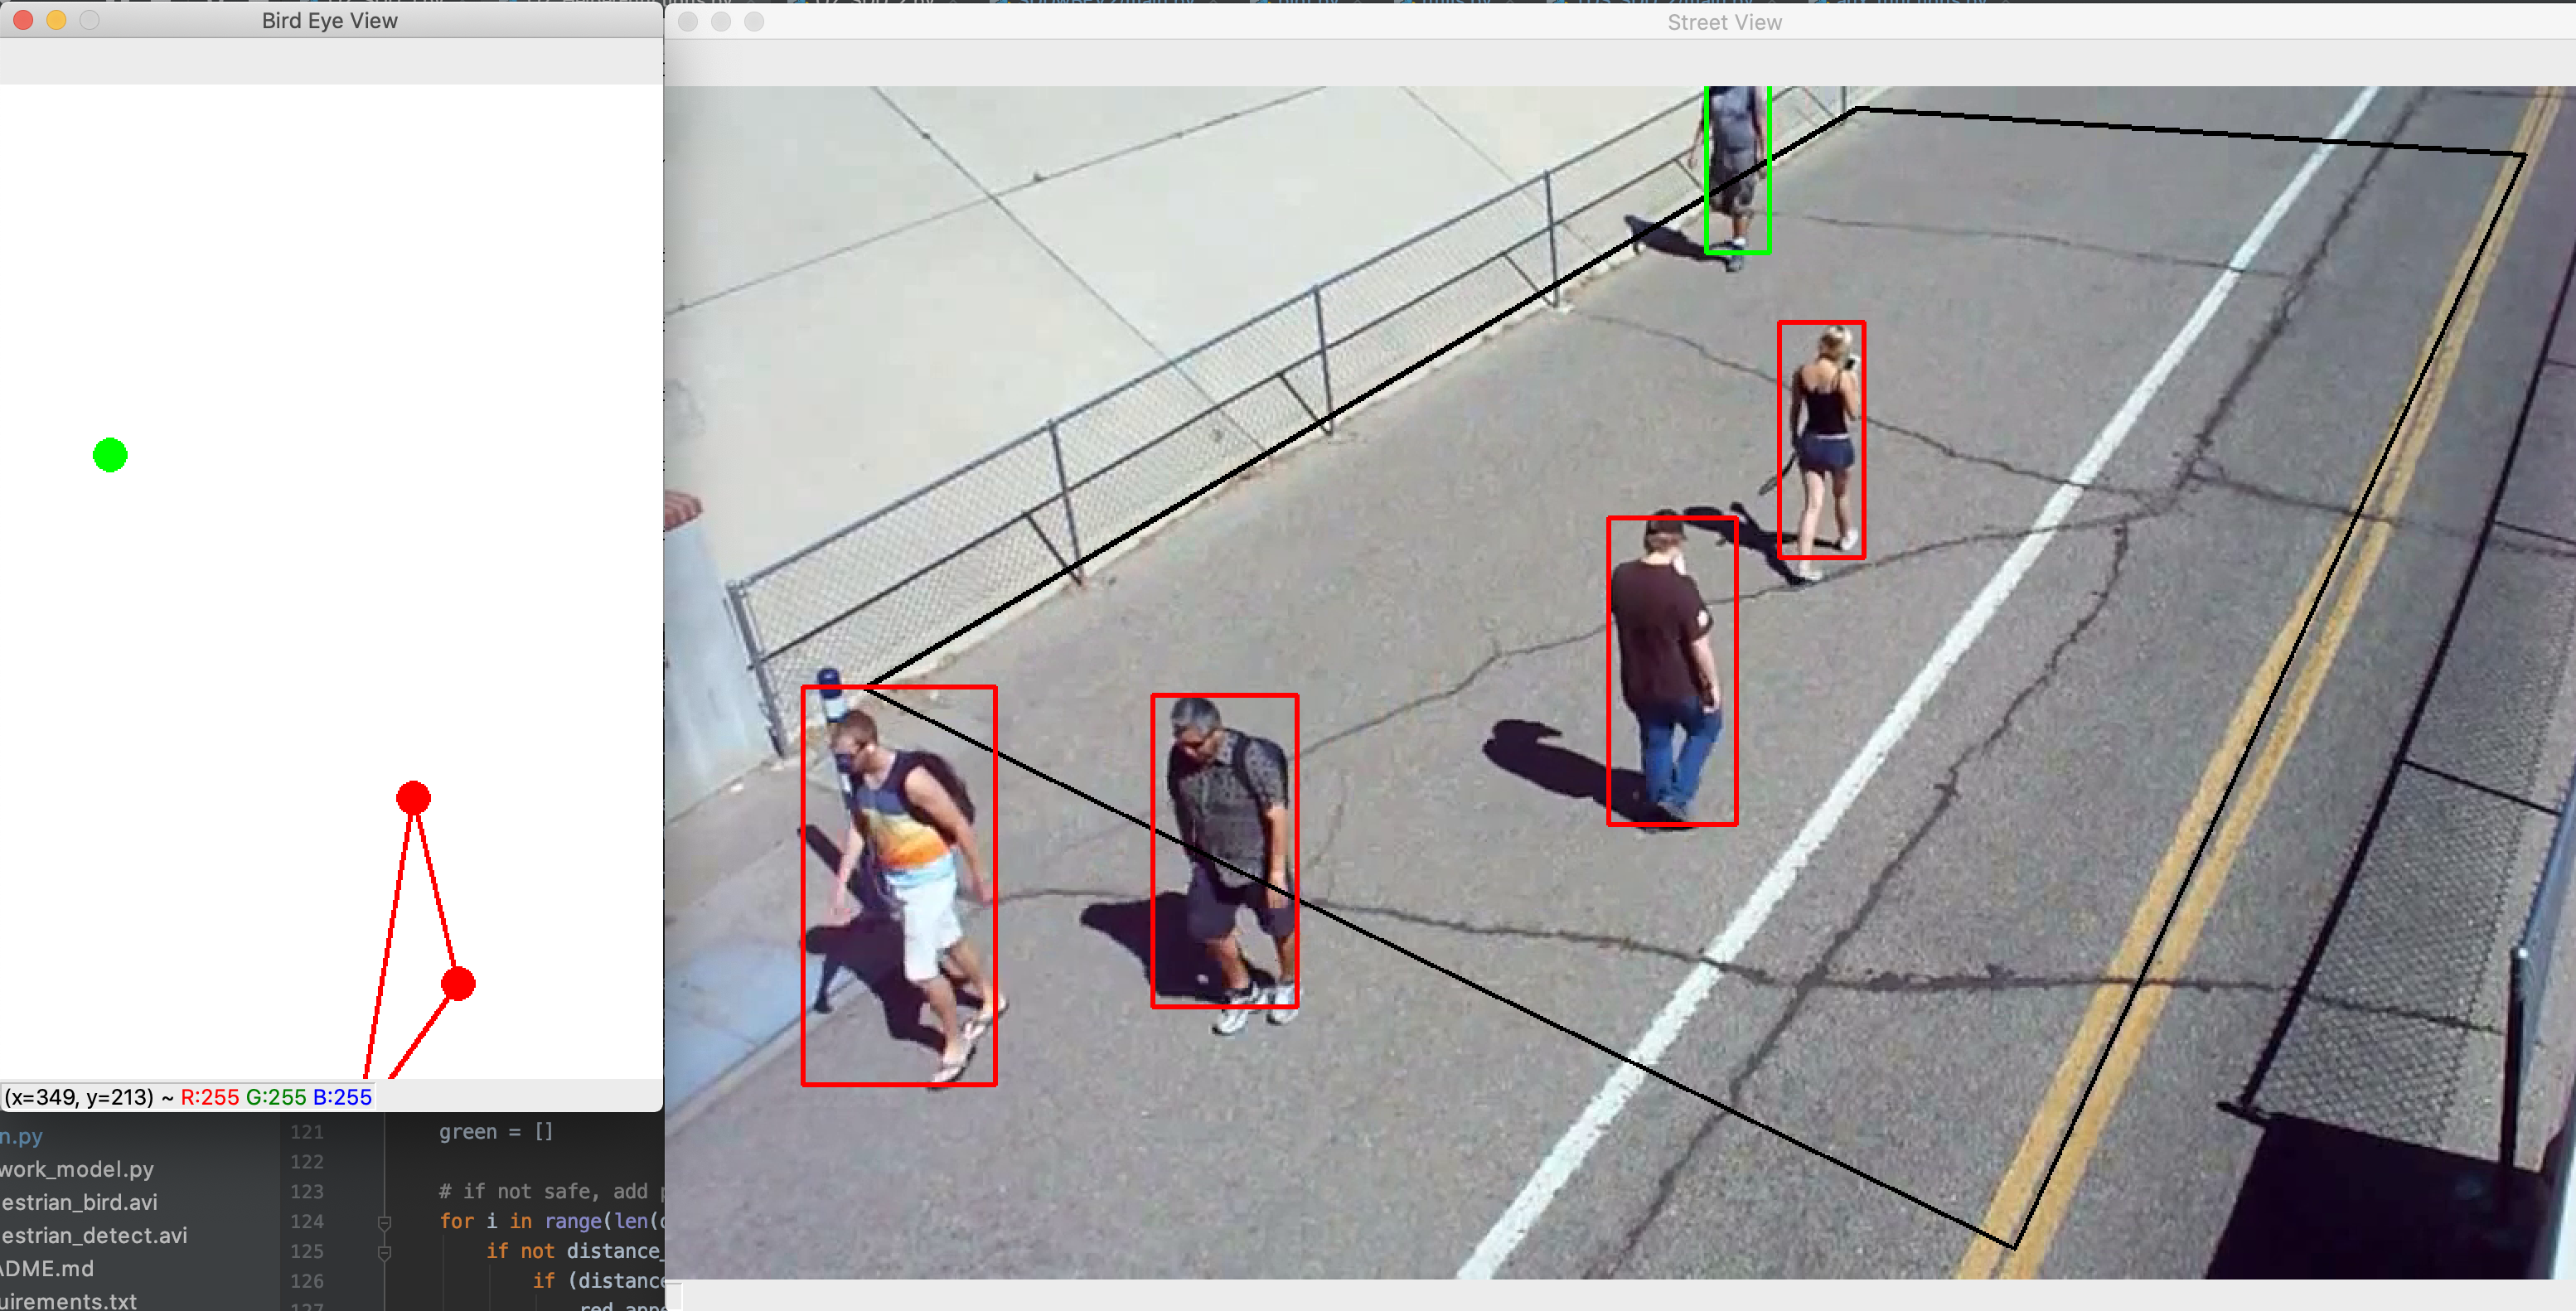 Bird Eye View
Street View
(x=349, y=213) ~ R:255 G:255 B:255
n.py
work_model.py
estrian_bird.avi
estrian_detect.avi
ADME.md
uirements.txt
121 green = []
122
123 # if not safe, add
124 for i in range(len(
125 if not distance_
126 if (distance
127